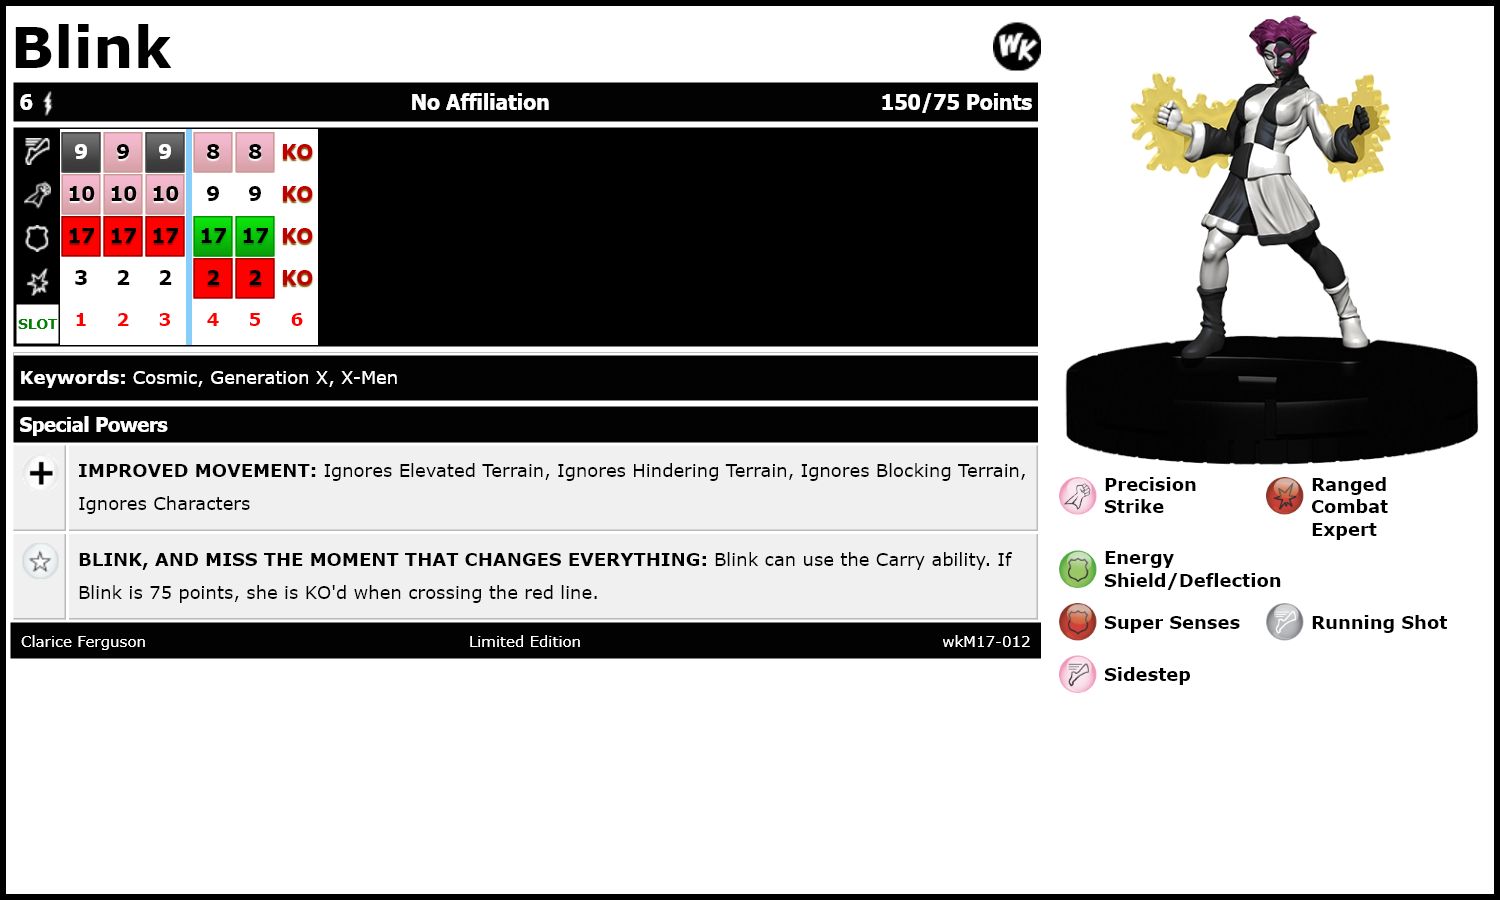 Blink
WK
6 No Affiliation 150/75 Points
9 9 9 8 8 KO
10 10 10 9 9 KO
17 17 17 17 17 KO
3 2 2 2 2 KO
SLOT 1 2 3 4 5 6
Keywords: Cosmic, Generation X, X-Men
Special Powers
IMPROVED MOVEMENT: Ignores Elevated Terrain, Ignores Hindering Terrain, Ignores Blocking Terrain,
Ignores Characters
BLINK, AND MISS THE MOMENT THAT CHANGES EVERYTHING: Blink can use the Carry ability. If
Blink is 75 points, she is KO'd when crossing the red line.
Clarice Ferguson Limited Edition wkM17-012
Precision
Strike
Ranged
Combat
Expert
Energy
Shield/Deflection
Super Senses
Running Shot
Sidestep